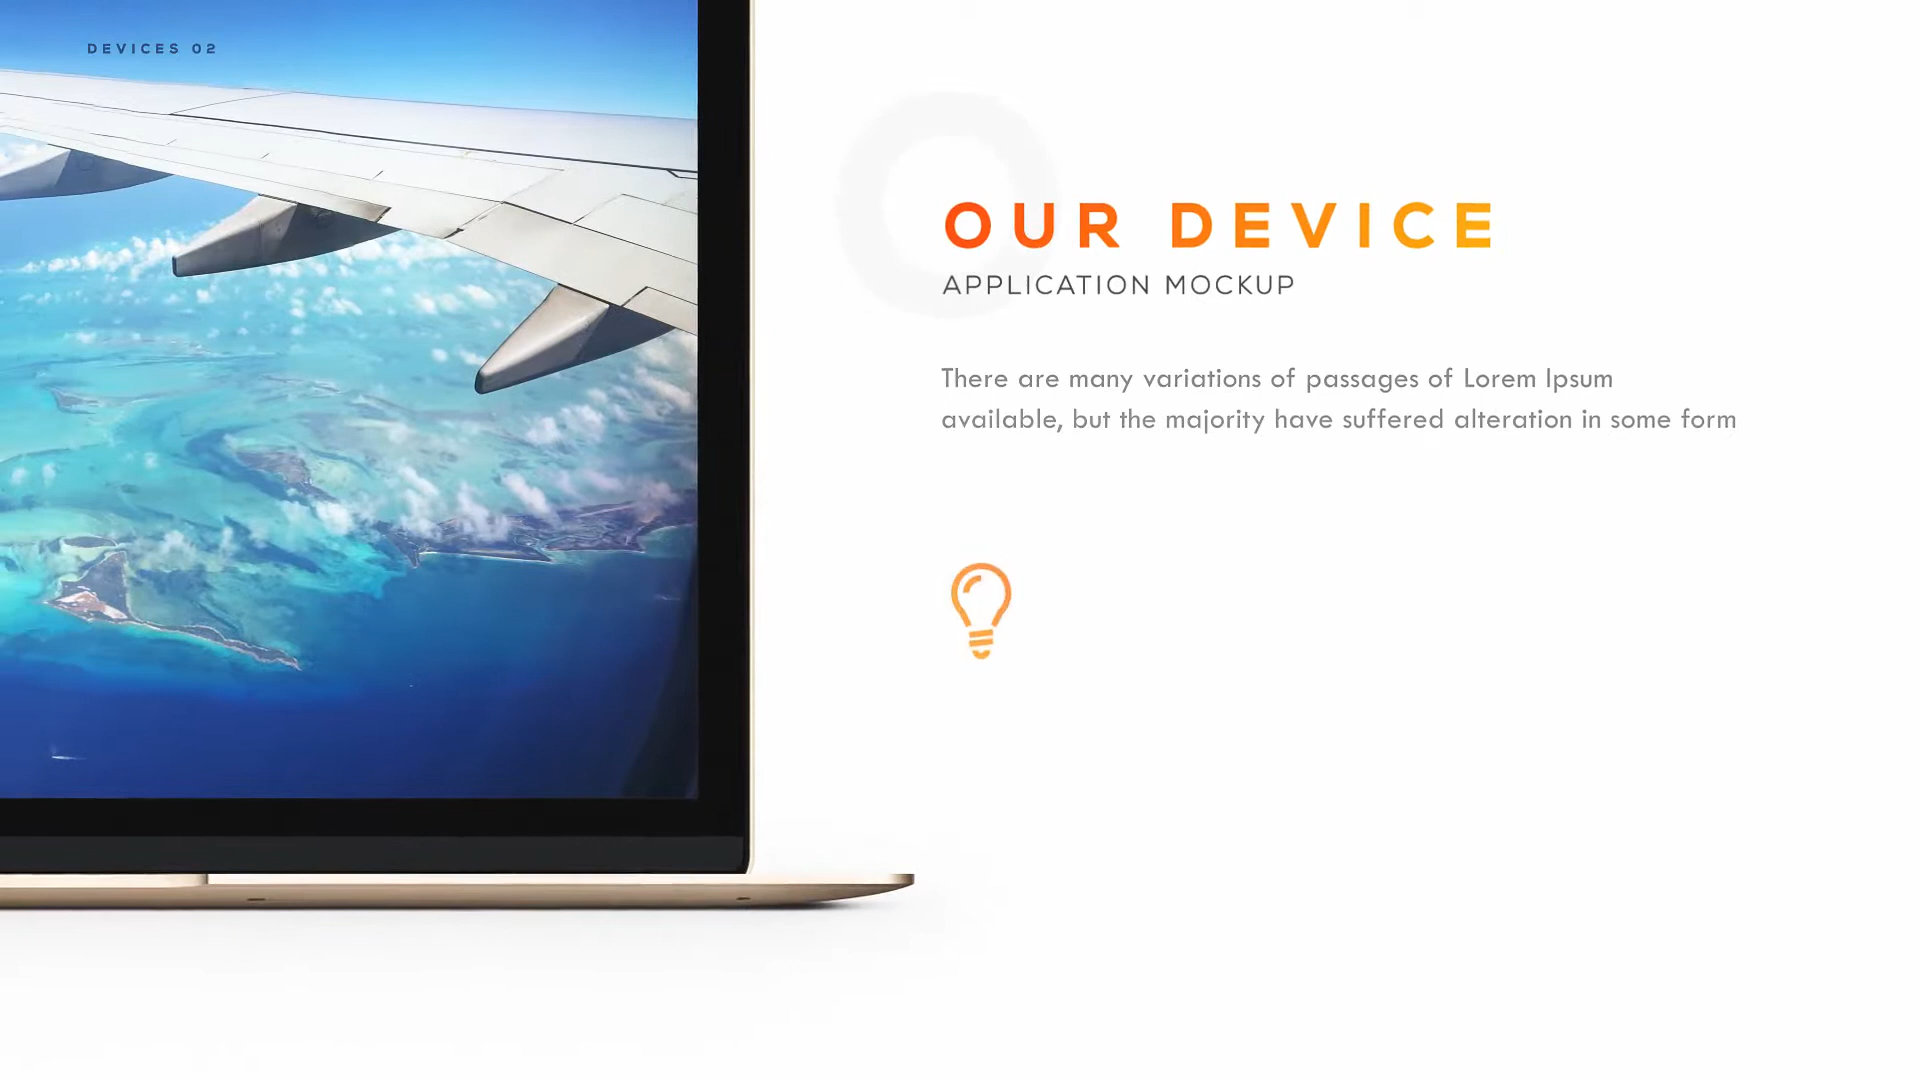 DEVICES 02
O
OUR DEVICE
APPLICATION MOCKUP
There are many variations of passages of Lorem Ipsum
available, but the majority have suffered alteration in some form